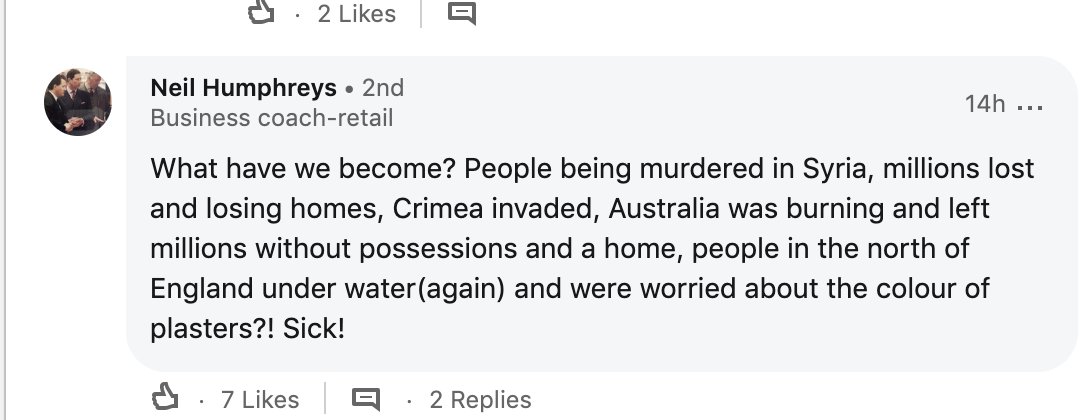 · 2 Likes
Neil Humphreys • 2nd
Business coach-retail
14h ...
What have we become? People being murdered in Syria, millions lost
and losing homes, Crimea invaded, Australia was burning and left
millions without possessions and a home, people in the north of
England under water(again) and were worried about the colour of
plasters?! Sick!
· 7 Likes · 2 Replies